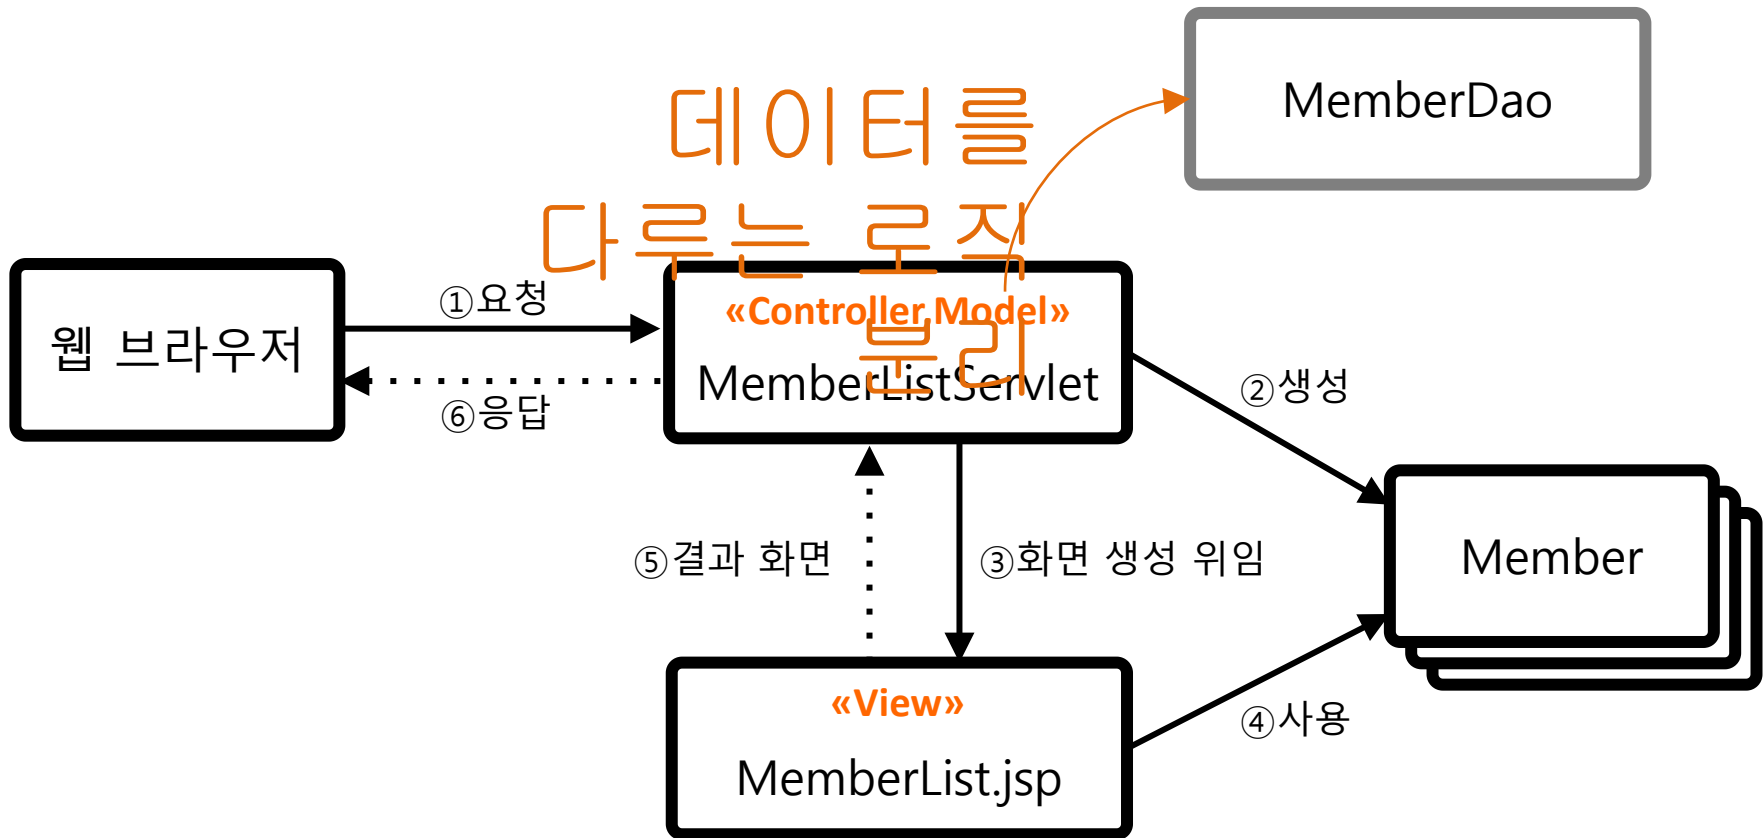 MemberDao
데이터를
다루는 로직
분리
웹 브라우저
①요청
⑥응답
«Controller,Model»
MemberListServlet
②생성
⑤결과 화면
③화면 생성 위임
Member
④사용
«View»
MemberList.jsp